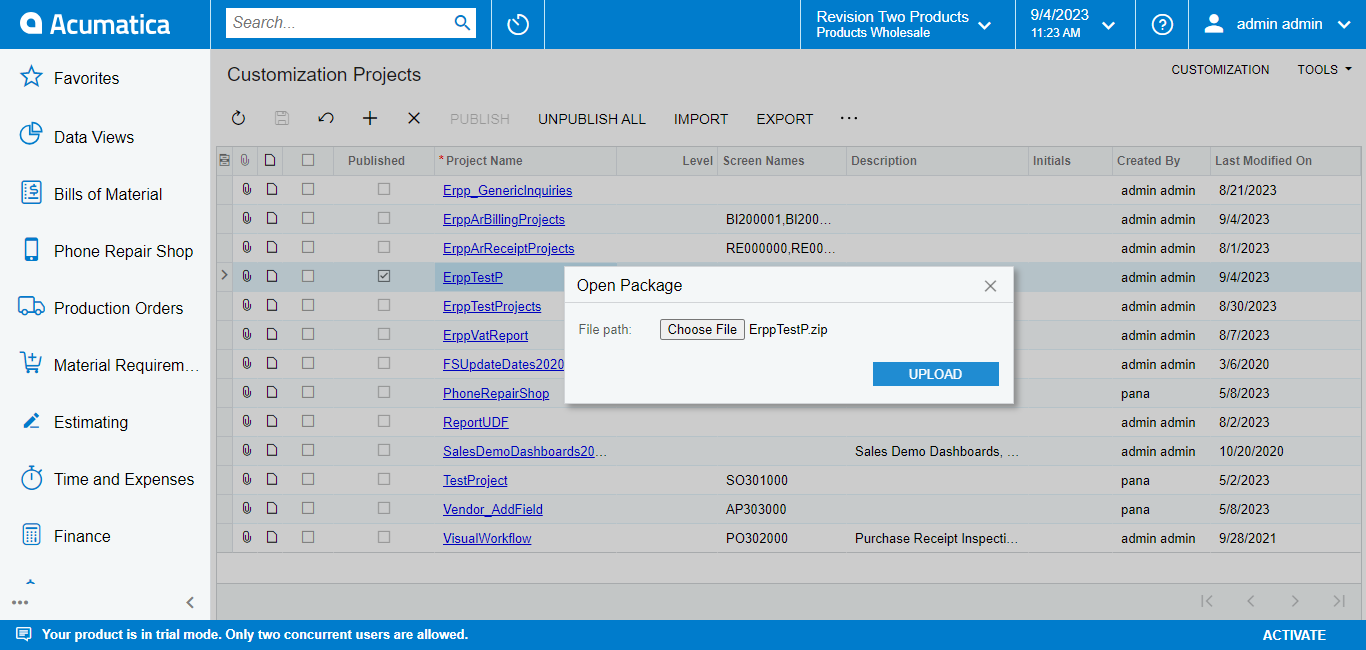 Acumatica
Search...
Revision Two Products
Products Wholesale
9/4/2023
11:23 AM
admin admin
Favorites
Data Views
Bills of Material
Phone Repair Shop
Production Orders
Material Requirem...
Estimating
Time and Expenses
Finance
Customization Projects
CUSTOMIZATION TOOLS
PUBLISH UNPUBLISH ALL IMPORT EXPORT ...
Published * Project Name Level Screen Names Description Initials Created By Last Modified On
Erpp_GenericInquiries admin admin 8/21/2023
ErppArBillingProjects BI200001,BI200... admin admin 9/4/2023
ErppArReceiptProjects RE000000,RE00... admin admin 8/1/2023
ErppTestP admin admin 9/4/2023
ErppTestProjects admin admin 8/30/2023
ErppVatReport admin admin 8/7/2023
FSUpdateDates2020 admin admin 3/6/2020
PhoneRepairShop pana 5/8/2023
ReportUDF admin admin 8/2/2023
SalesDemoDashboards20... Sales Demo Dashboards, ... admin admin 10/20/2020
TestProject SO301000 pana 5/2/2023
Vendor_AddField AP303000 pana 5/8/2023
VisualWorkflow PO302000 Purchase Receipt Inspecti... admin admin 9/28/2021
Open Package
File path: Choose File ErppTestP.zip
UPLOAD
Your product is in trial mode. Only two concurrent users are allowed.
ACTIVATE